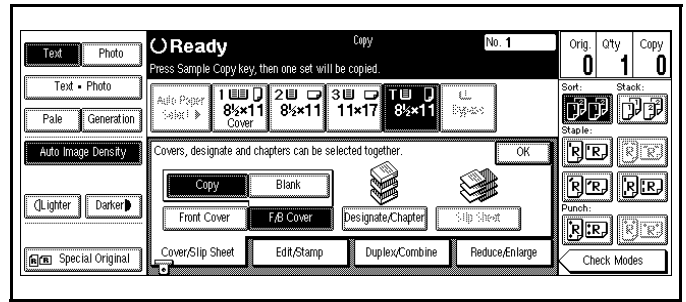 Text Photo
Text • Photo
Pale Generation
Auto Image Density
Lighter Darker
Special Original
Ready
Copy
No. 1
Press Sample Copy key, then one set will be copied.
Auto Paper Select
1 8½×11 Cover
2 8½×11
3 11×17
T 8½×11
Bypass
Covers, designate and chapters can be selected together.
OK
Copy Blank
Front Cover F/B Cover Designate/Chapter Slip Sheet
Cover/Slip Sheet Edit/Stamp Duplex/Combine Reduce/Enlarge
Orig. Q'ty Copy
0 1 0
Sort: Stack:
Staple:
Punch:
Check Modes